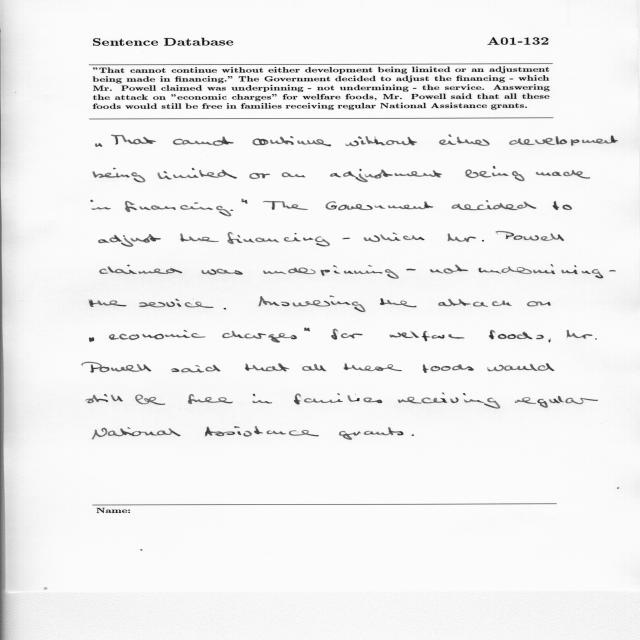 Sentence Database
A01-132
"That cannot continue without either development being limited or an adjustment
being made in financing." The Government decided to adjust the financing - which
Mr. Powell claimed was underpinning - not undermining - the service. Answering
the attack on "economic charges" for welfare foods, Mr. Powell said that all these
foods would still be free in families receiving regular National Assistance grants.
„That cannot continue without either development
being limited or an adjustment being made
in financing." The Government decided to
adjust the financing - which Mr. Powell
claimed was underpinning - not undermining -
the service. Answering the attack on
„economic charges" for welfare foods, Mr.
Powell said that all these foods would
still be free in families receiving regular
National Assistance grants.
Name: